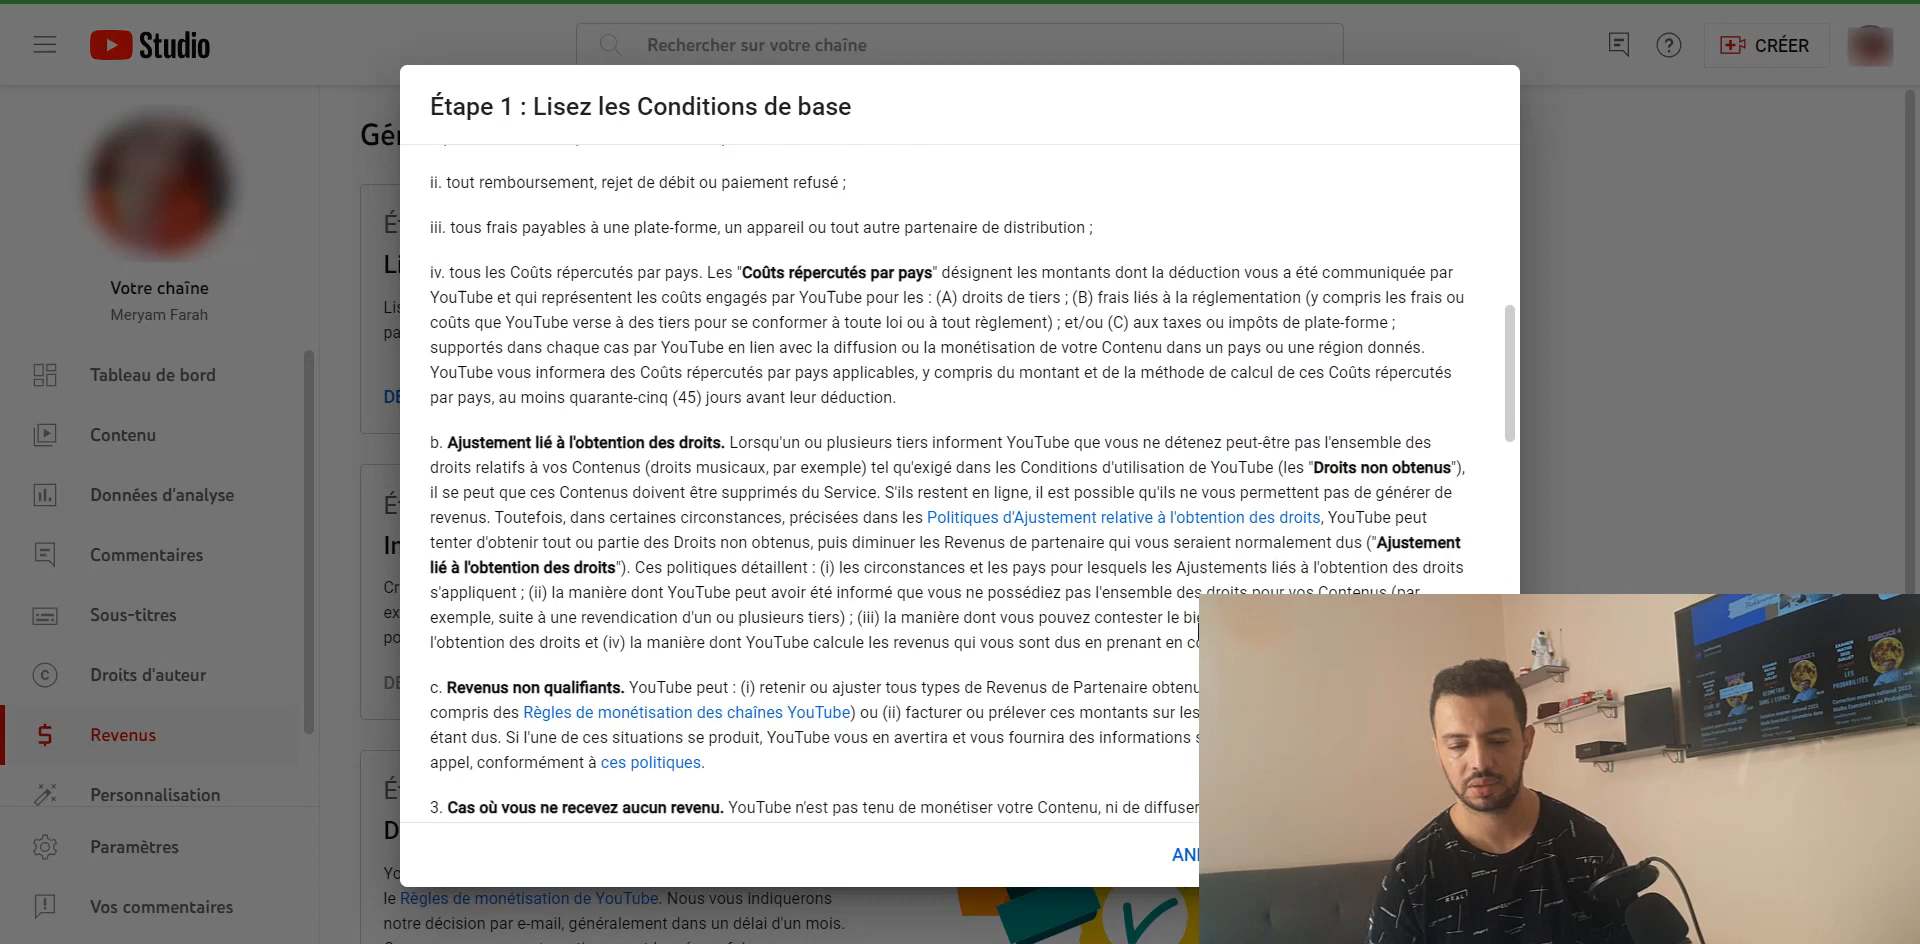 Studio
Rechercher sur votre chaîne
CRÉER
Étape 1 : Lisez les Conditions de base
Votre chaîne
Meryam Farah
Tableau de bord
Contenu
Données d'analyse
Commentaires
Sous-titres
Droits d'auteur
Revenus
Personnalisation
Paramètres
Vos commentaires
ii. tout remboursement, rejet de débit ou paiement refusé ;
iii. tous frais payables à une plate-forme, un appareil ou tout autre partenaire de distribution ;
iv. tous les Coûts répercutés par pays. Les "Coûts répercutés par pays" désignent les montants dont la déduction vous a été communiquée par
YouTube et qui représentent les coûts engagés par YouTube pour les : (A) droits de tiers ; (B) frais liés à la réglementation (y compris les frais ou
coûts que YouTube verse à des tiers pour se conformer à toute loi ou à tout règlement) ; et/ou (C) aux taxes ou impôts de plate-forme ;
supportés dans chaque cas par YouTube en lien avec la diffusion ou la monétisation de votre Contenu dans un pays ou une région donnés.
YouTube vous informera des Coûts répercutés par pays applicables, y compris du montant et de la méthode de calcul de ces Coûts répercutés
par pays, au moins quarante-cinq (45) jours avant leur déduction.
b. Ajustement lié à l'obtention des droits. Lorsqu'un ou plusieurs tiers informent YouTube que vous ne détenez peut-être pas l'ensemble des
droits relatifs à vos Contenus (droits musicaux, par exemple) tel qu'exigé dans les Conditions d'utilisation de YouTube (les "Droits non obtenus"),
il se peut que ces Contenus doivent être supprimés du Service. S'ils restent en ligne, il est possible qu'ils ne vous permettent pas de générer de
revenus. Toutefois, dans certaines circonstances, précisées dans les Politiques d'Ajustement relative à l'obtention des droits, YouTube peut
tenter d'obtenir tout ou partie des Droits non obtenus, puis diminuer les Revenus de partenaire qui vous seraient normalement dus ("Ajustement
lié à l'obtention des droits"). Ces politiques détaillent : (i) les circonstances et les pays pour lesquels les Ajustements liés à l'obtention des droits
s'appliquent ; (ii) la manière dont YouTube peut avoir été informé que vous ne possédiez pas l'ensemble des droits pour vos Contenus (par
exemple, suite à une revendication d'un ou plusieurs tiers) ; (iii) la manière dont vous pouvez contester le bi
l'obtention des droits et (iv) la manière dont YouTube calcule les revenus qui vous sont dus en prenant en co
c. Revenus non qualifiants. YouTube peut : (i) retenir ou ajuster tous types de Revenus de Partenaire obtenu
compris des Règles de monétisation des chaînes YouTube) ou (ii) facturer ou prélever ces montants sur les
étant dus. Si l'une de ces situations se produit, YouTube vous en avertira et vous fournira des informations s
appel, conformément à ces politiques.
3. Cas où vous ne recevez aucun revenu. YouTube n'est pas tenu de monétiser votre Contenu, ni de diffuser
ANN
le Règles de monétisation de YouTube. Nous vous indiquerons
notre décision par e-mail, généralement dans un délai d'un mois.